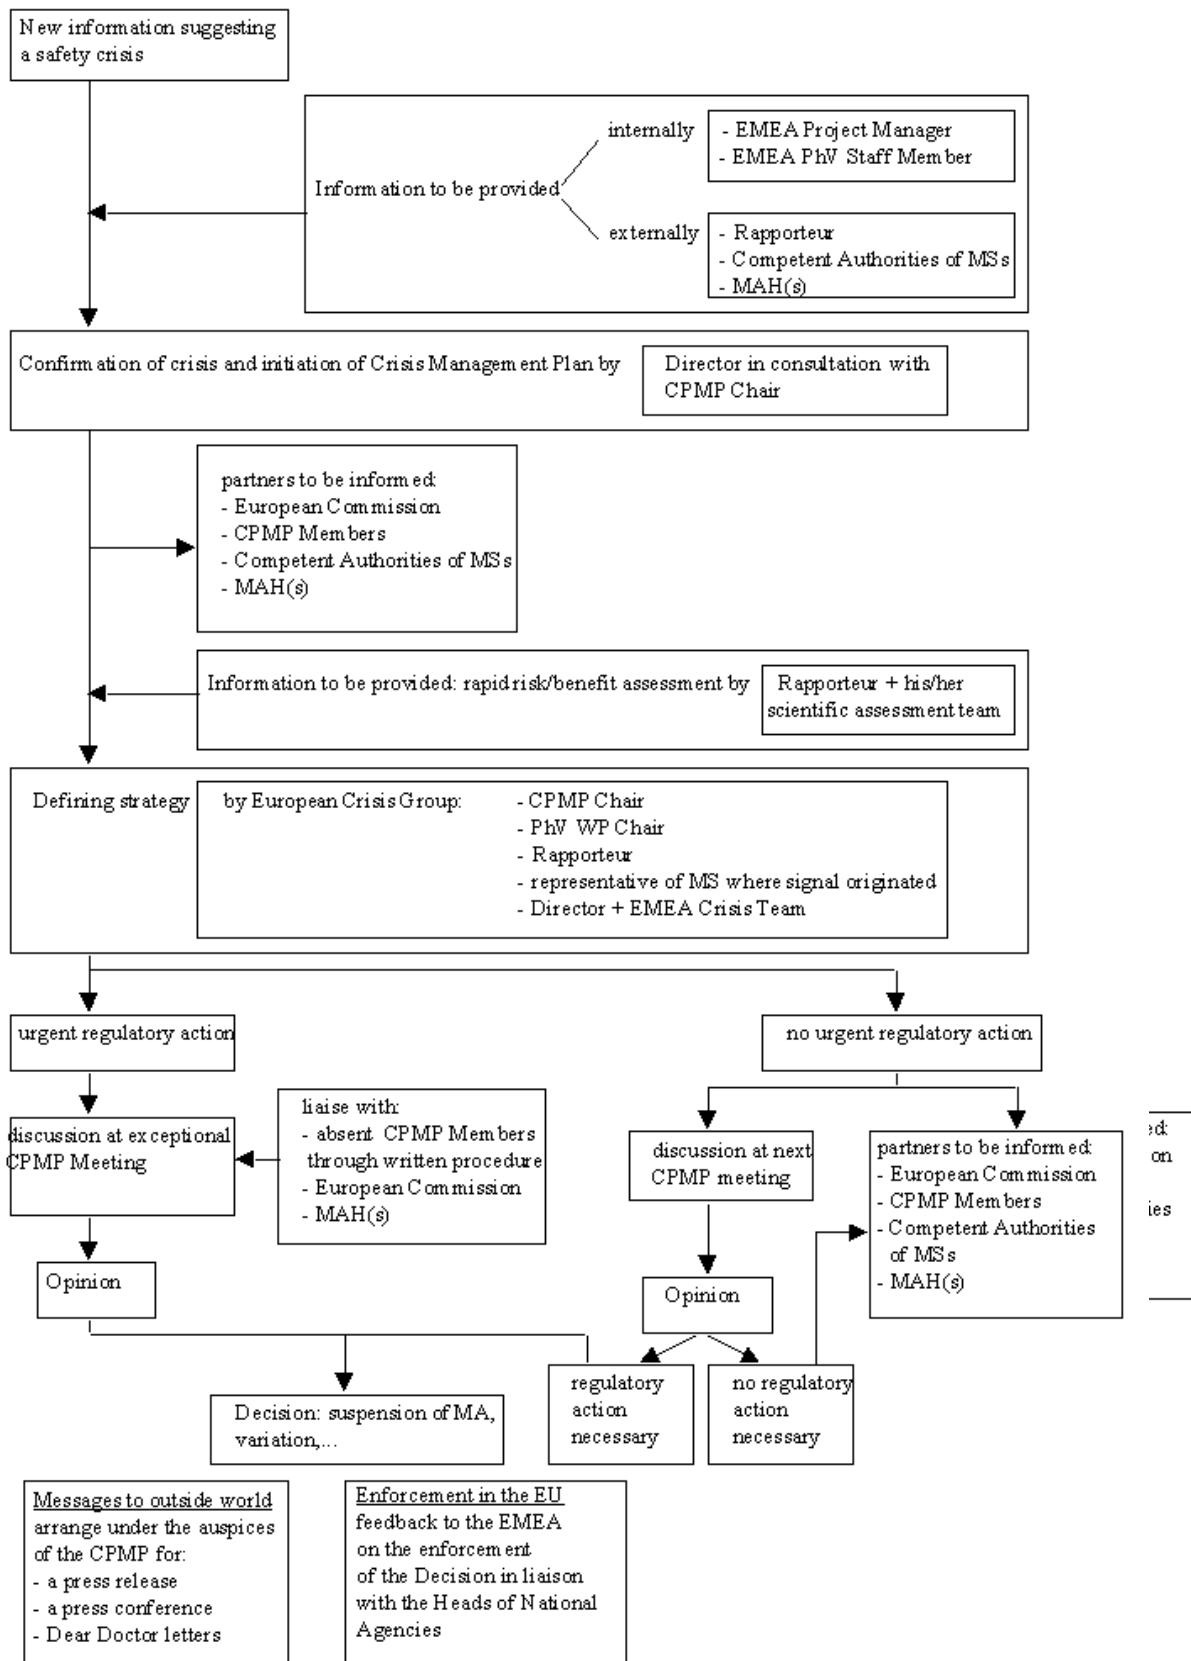 New information suggesting
a safety crisis
internally
- EMEA Project Manager
- EMEA PhV Staff Member
Information to be provided
externally
- Rapporteur
- Competent Authorities of MSs
- MAH(s)
Confirmation of crisis and initiation of Crisis Management Plan by
Director in consultation with
CPMP Chair
partners to be informed:
- European Commission
- CPMP Members
- Competent Authorities of MSs
- MAH(s)
Information to be provided: rapid risk/benefit assessment by
Rapporteur + his/her
scientific assessment team
Defining strategy
by European Crisis Group:
- CPMP Chair
- PhV WP Chair
- Rapporteur
- representative of MS where signal originated
- Director + EMEA Crisis Team
urgent regulatory action
no urgent regulatory action
discussion at exceptional
CPMP Meeting
liaise with:
- absent CPMP Members
through written procedure
- European Commission
- MAH(s)
discussion at next
CPMP meeting
partners to be informed:
- European Commission
- CPMP Members
- Competent Authorities
of MSs
- MAH(s)
ed:
on
ies
Opinion
Opinion
regulatory
action
necessary
no regulatory
action
necessary
Decision: suspension of MA,
variation,...
Messages to outside world
arrange under the auspices
of the CPMP for:
- a press release
- a press conference
- Dear Doctor letters
Enforcement in the EU
feedback to the EMEA
on the enforcement
of the Decision in liaison
with the Heads of National
Agencies